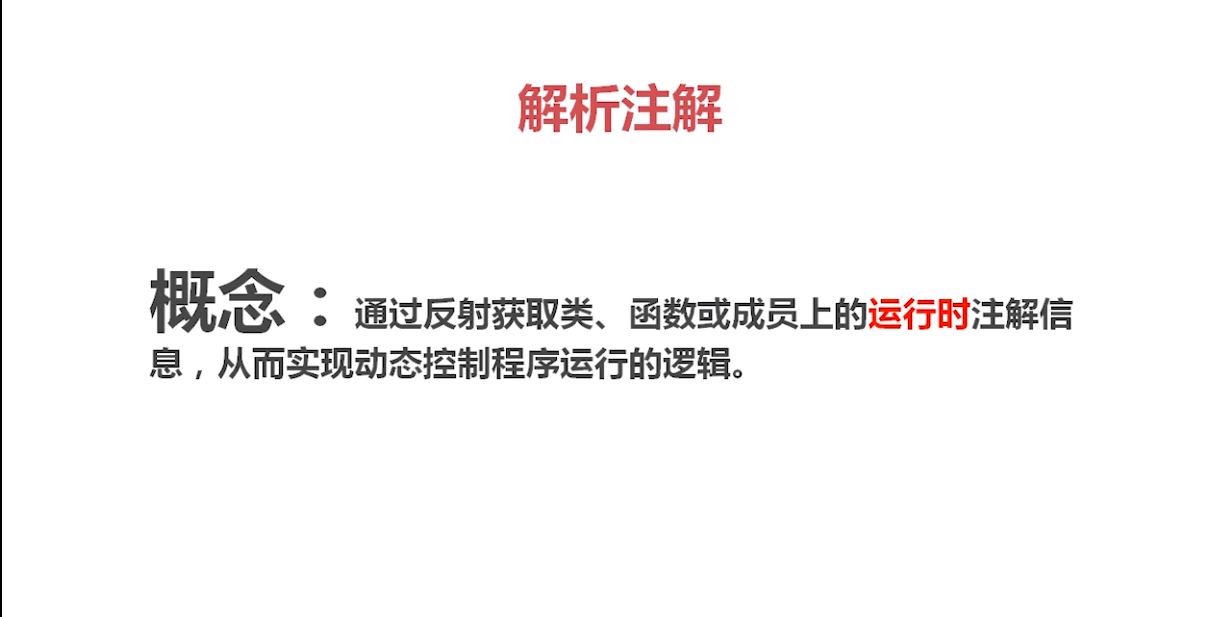 解析注解
概念：通过反射获取类、函数或成员上的运行时注解信
息，从而实现动态控制程序运行的逻辑。